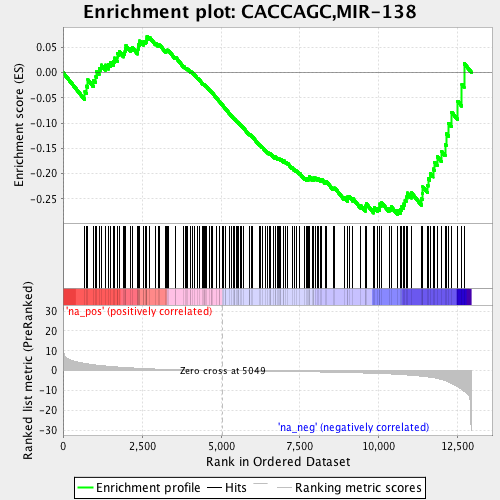 Enrichment plot: CACCAGC,MIR-138
Enrichment score (ES)
0.05
0.00
-0.05
-0.10
-0.15
-0.20
-0.25
'na_pos' (positively correlated)
Ranked list metric (PreRanked)
30
20
10
0
-10
-20
-30
Zero cross at 5049
'na_neg' (negatively correlated)
0
2,500
5,000
7,500
10,000
12,500
Rank in Ordered Dataset
Enrichment profile
Hits
Ranking metric scores